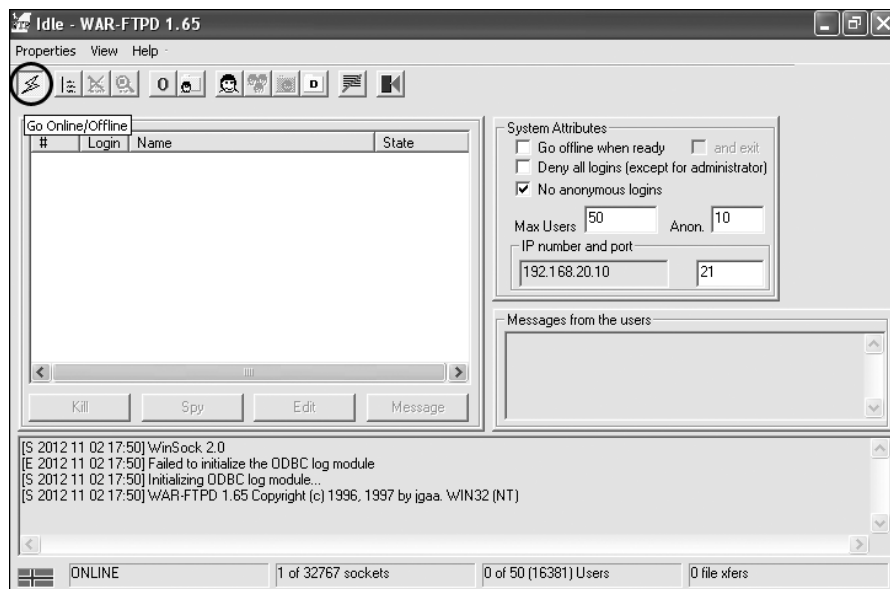 Idle - WAR-FTPD 1.65
Properties View Help
O D
Go Online/Offline
# Login Name State
Kill Spy Edit Message
System Attributes
Go offline when ready and exit
Deny all logins (except for administrator)
No anonymous logins
Max Users 50 Anon. 10
IP number and port
192.168.20.10 21
Messages from the users
[S 2012 11 02 17:50] WinSock 2.0
[E 2012 11 02 17:50] Failed to initialize the ODBC log module
[S 2012 11 02 17:50] Initializing ODBC log module...
[S 2012 11 02 17:50] WAR-FTPD 1.65 Copyright (c) 1996, 1997 by jgaa. WIN32 (NT)
ONLINE 1 of 32767 sockets 0 of 50 (16381) Users 0 file xfers